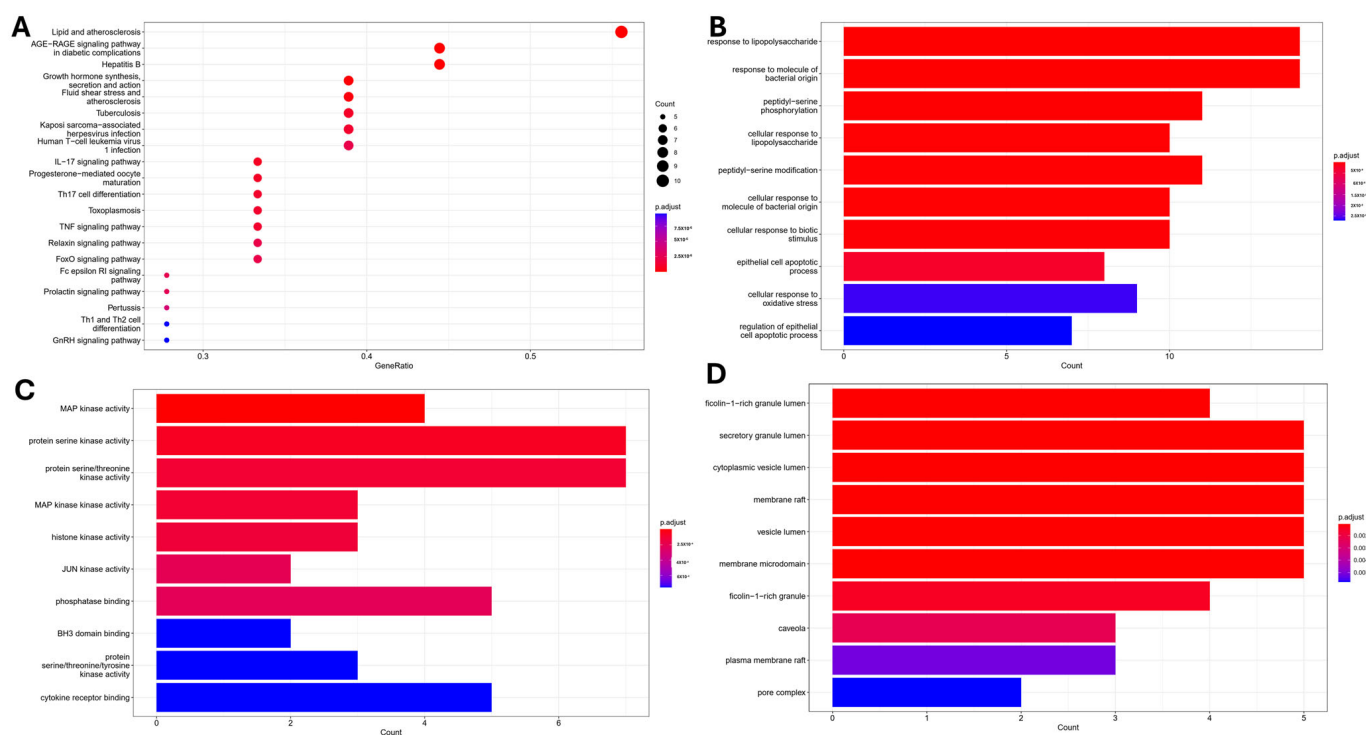 A
Lipid and atherosclerosis
AGE−RAGE signaling pathway
in diabetic complications
Hepatitis B
Growth hormone synthesis,
secretion and action
Fluid shear stress and
atherosclerosis
Tuberculosis
Kaposi sarcoma−associated
herpesvirus infection
Human T−cell leukemia virus
1 infection
IL−17 signaling pathway
Progesterone−mediated oocyte
maturation
Th17 cell differentiation
Toxoplasmosis
TNF signaling pathway
Relaxin signaling pathway
FoxO signaling pathway
Fc epsilon RI signaling
pathway
Prolactin signaling pathway
Pertussis
Th1 and Th2 cell
differentiation
GnRH signaling pathway
0.3 0.4 0.5
GeneRatio
Count
5
6
7
8
9
10
p.adjust
B
response to lipopolysaccharide
response to molecule of
bacterial origin
peptidyl−serine
phosphorylation
cellular response to
lipopolysaccharide
peptidyl−serine modification
cellular response to
molecule of bacterial origin
cellular response to biotic
stimulus
epithelial cell apoptotic
process
cellular response to
oxidative stress
regulation of epithelial
cell apoptotic process
0 5 10
Count
p.adjust
C
MAP kinase activity
protein serine kinase activity
protein serine/threonine
kinase activity
MAP kinase kinase activity
histone kinase activity
JUN kinase activity
phosphatase binding
BH3 domain binding
protein
serine/threonine/tyrosine
kinase activity
cytokine receptor binding
0 2 4 6
Count
p.adjust
D
ficolin−1−rich granule lumen
secretory granule lumen
cytoplasmic vesicle lumen
membrane raft
vesicle lumen
membrane microdomain
ficolin−1−rich granule
caveola
plasma membrane raft
pore complex
0 1 2 3 4 5
Count
p.adjust
0.00
0.00
0.00
0.00